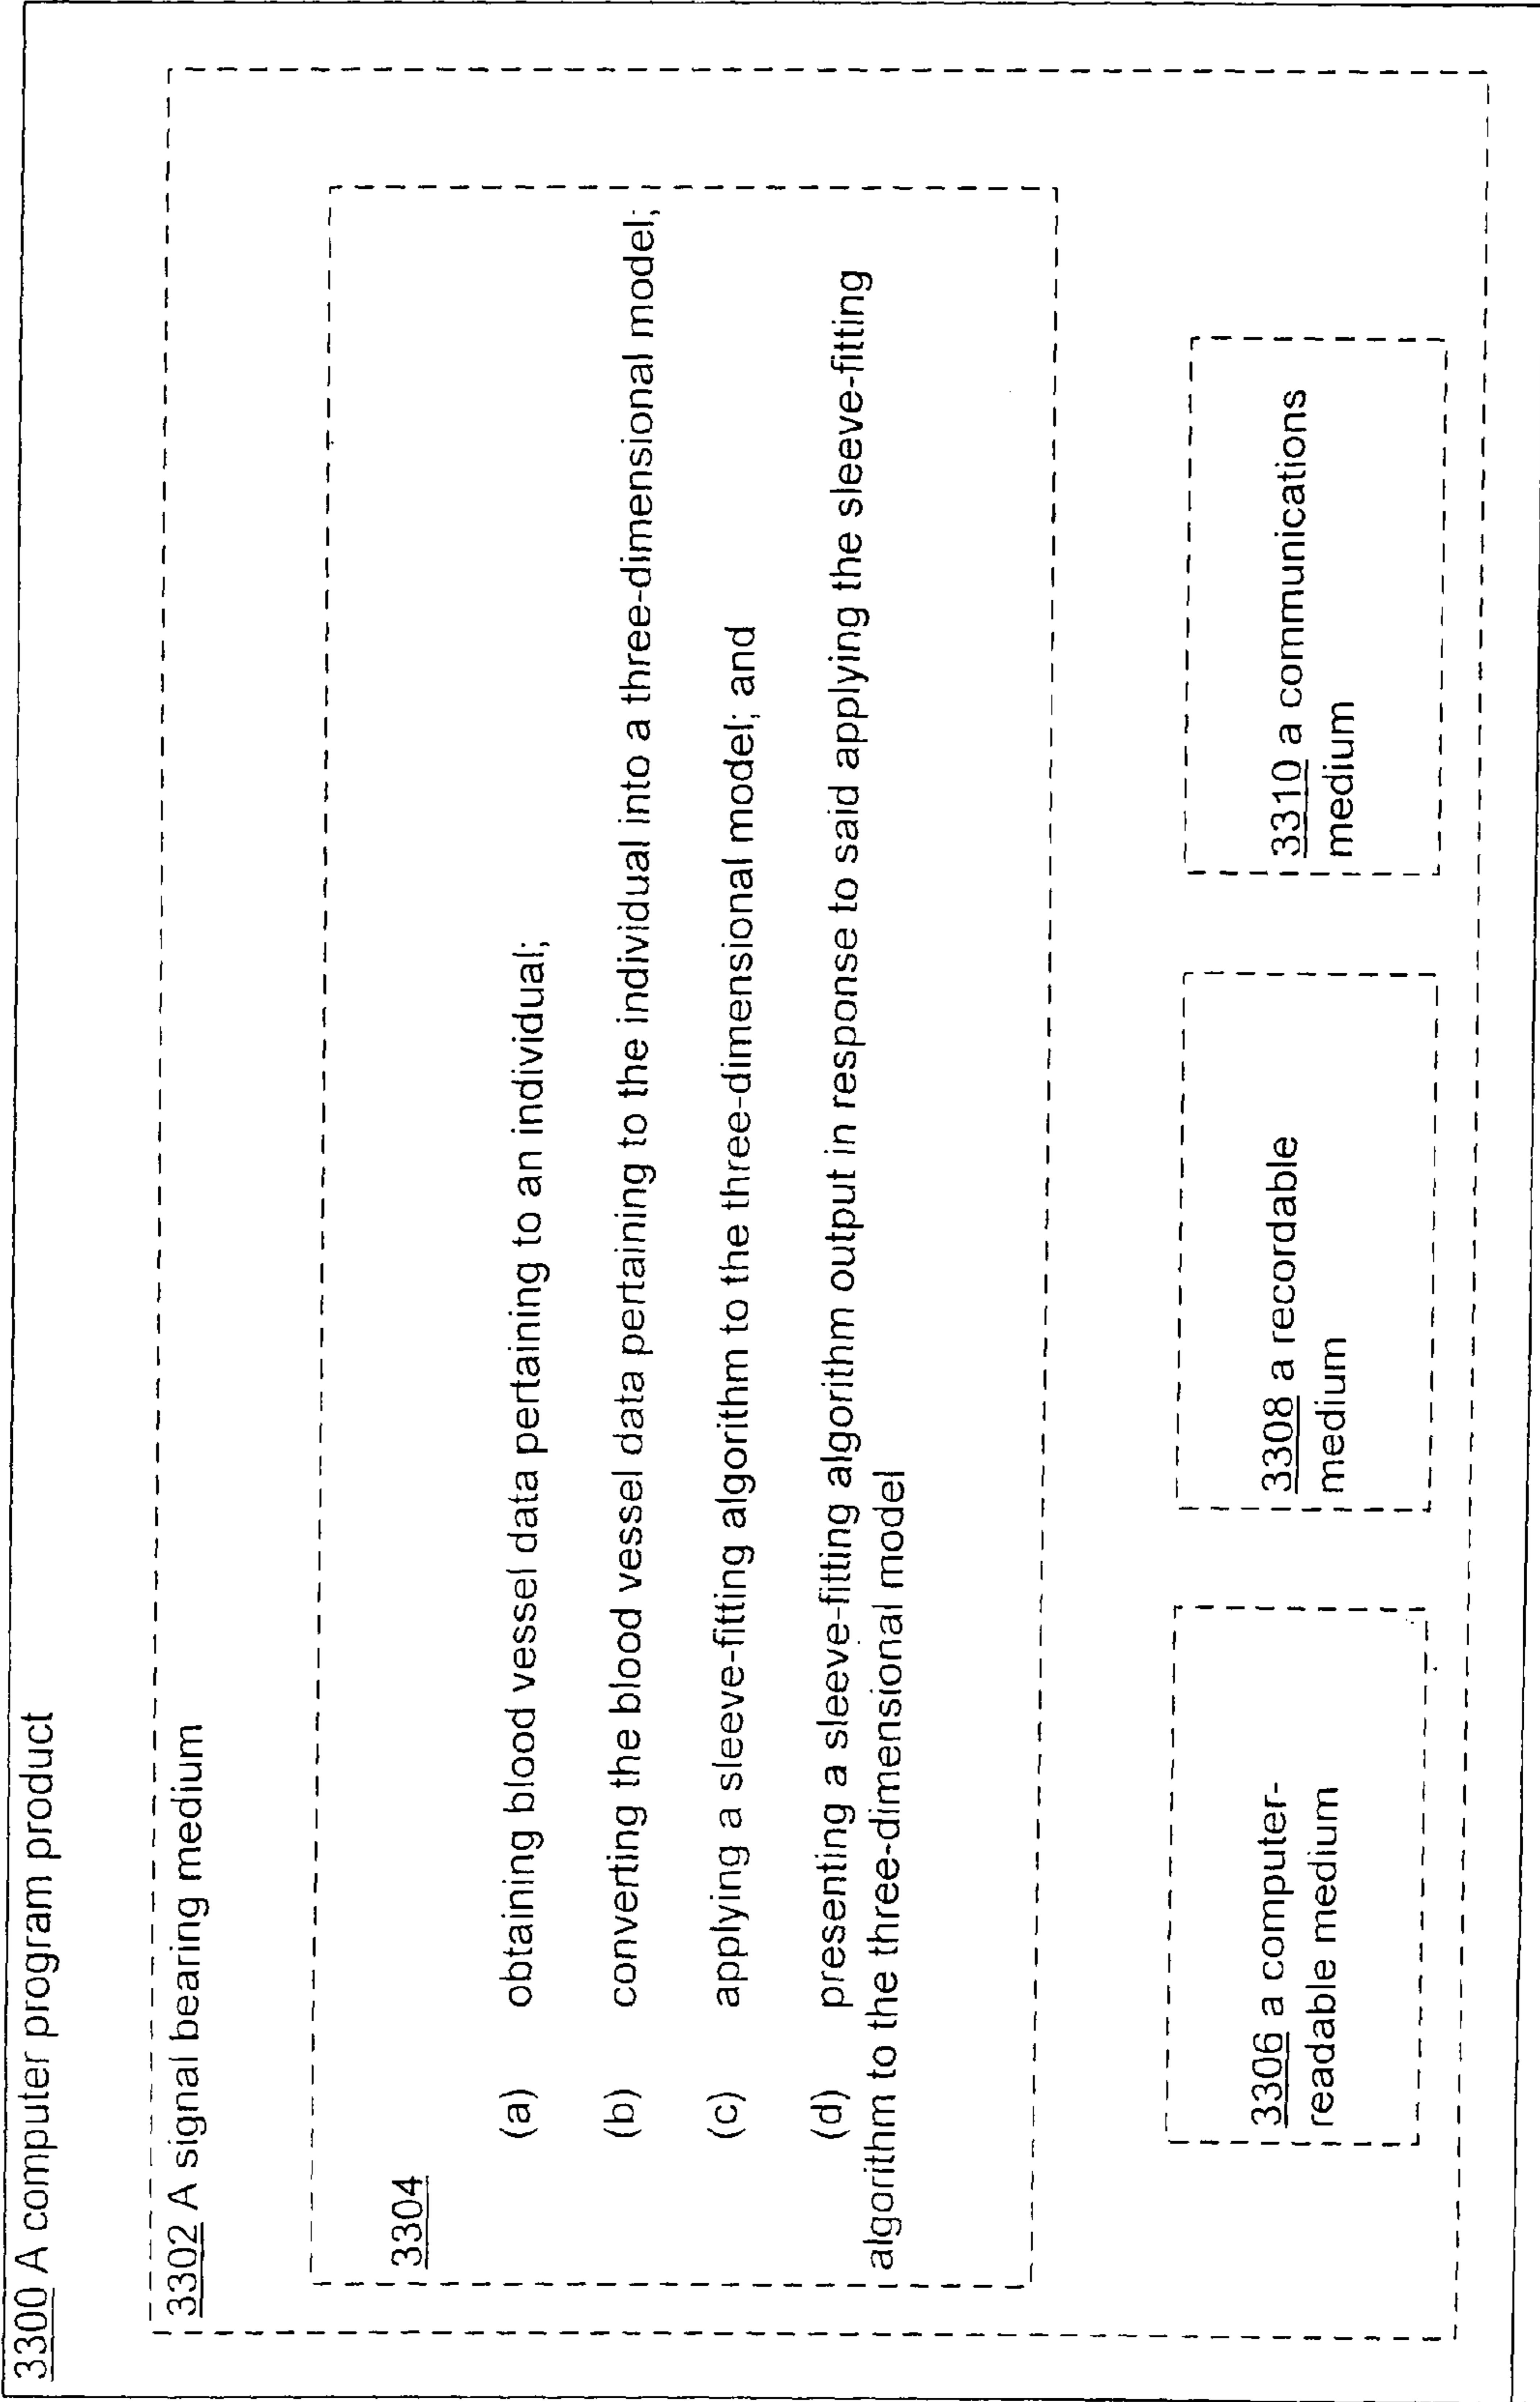 3300 A computer program product
3302 A signal bearing medium
3304
(a) obtaining blood vessel data pertaining to an individual;
(b) converting the blood vessel data pertaining to the individual into a three-dimensional model;
(c) applying a sleeve-fitting algorithm to the three-dimensional model; and
(d) presenting a sleeve-fitting algorithm output in response to said applying the sleeve-fitting
algorithm to the three-dimensional model
3306 a computer-
readable medium
3308 a recordable
medium
3310 a communications
medium